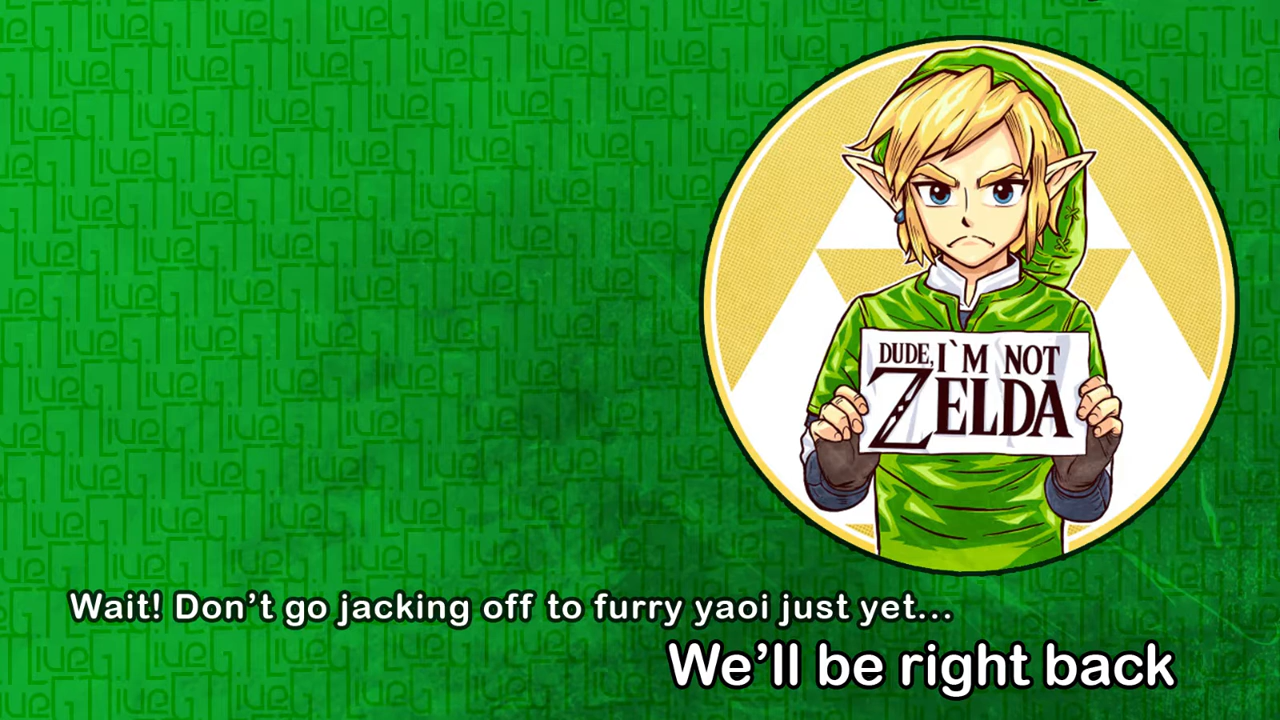 DUDE, I`M NOT
ZELDA
Wait! Don't go jacking off to furry yaoi just yet...
We'll be right back